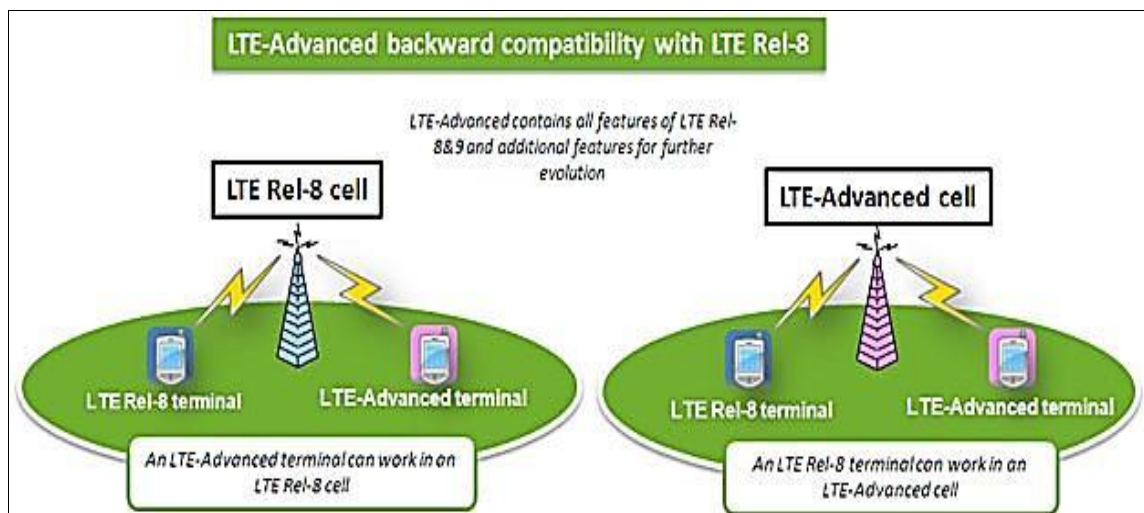 LTE-Advanced backward compatibility with LTE Rel-8
LTE-Advanced contains all features of LTE Rel-
8&9 and additional features for further
evolution
LTE Rel-8 cell
LTE Rel-8 terminal
LTE-Advanced terminal
An LTE-Advanced terminal can work in an
LTE Rel-8 cell
LTE-Advanced cell
LTE Rel-8 terminal
LTE-Advanced terminal
An LTE Rel-8 terminal can work in an
LTE-Advanced cell